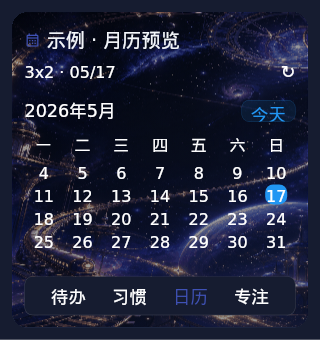 示例 · 月历预览
3x2 · 05/17 ↻
2026年5月 今天
一 二 三 四 五 六 日
4 5 6 7 8 9 10
11 12 13 14 15 16 17
18 19 20 21 22 23 24
25 26 27 28 29 30 31
待办 习惯 日历 专注